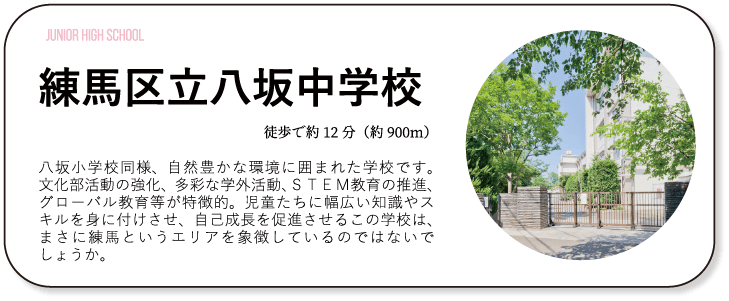 JUNIOR HIGH SCHOOL
練馬区立八坂中学校
徒歩で約 12 分（約 900m）
八坂小学校同様、自然豊かな環境に囲まれた学校です。
文化部活動の強化、多彩な学外活動、ＳＴＥＭ教育の推進、
グローバル教育等が特徴的。児童たちに幅広い知識やス
キルを身に付けさせ、自己成長を促進させるこの学校は、
まさに練馬というエリアを象徴しているのではないで
しょうか。